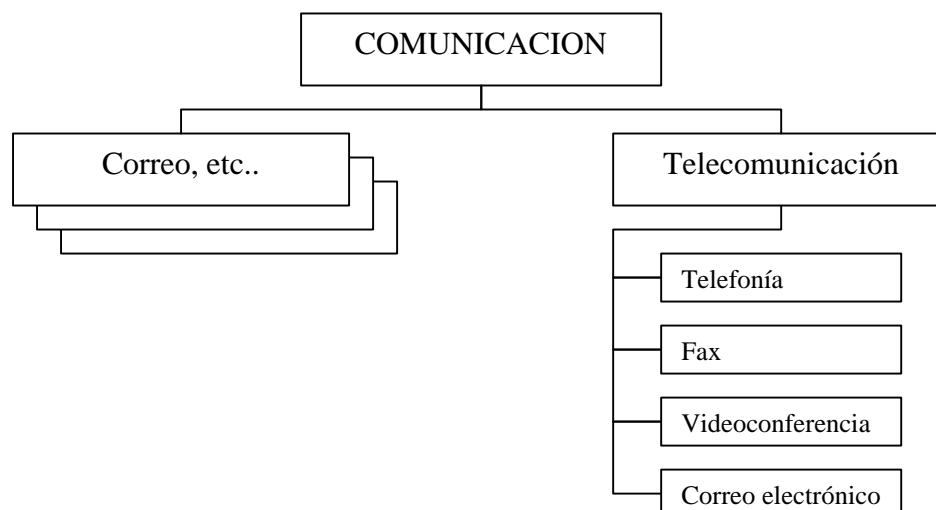 COMUNICACION
Correo, etc..
Telecomunicación
Telefonía
Fax
Videoconferencia
Correo electrónico